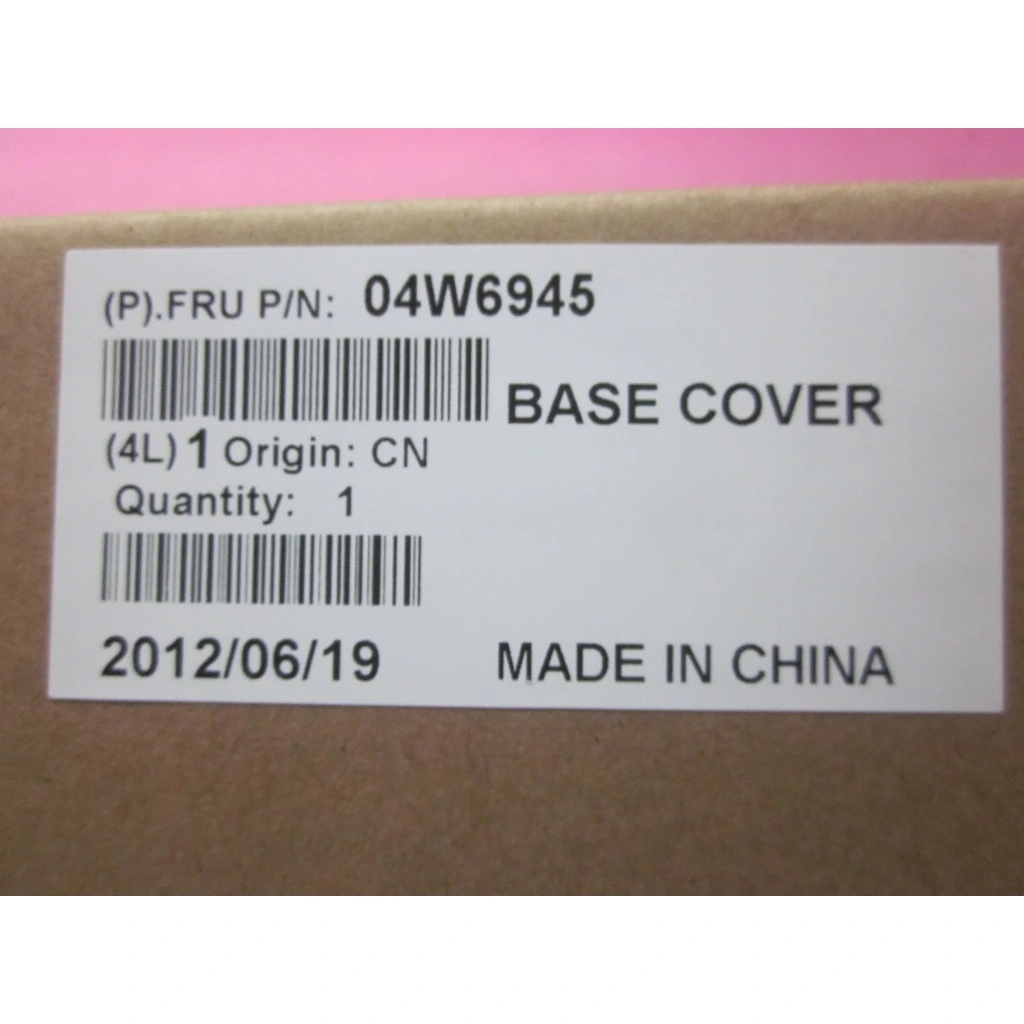 (P).FRU P/N: 04W6945
BASE COVER
(4L) 1 Origin: CN
Quantity: 1
2012/06/19 MADE IN CHINA